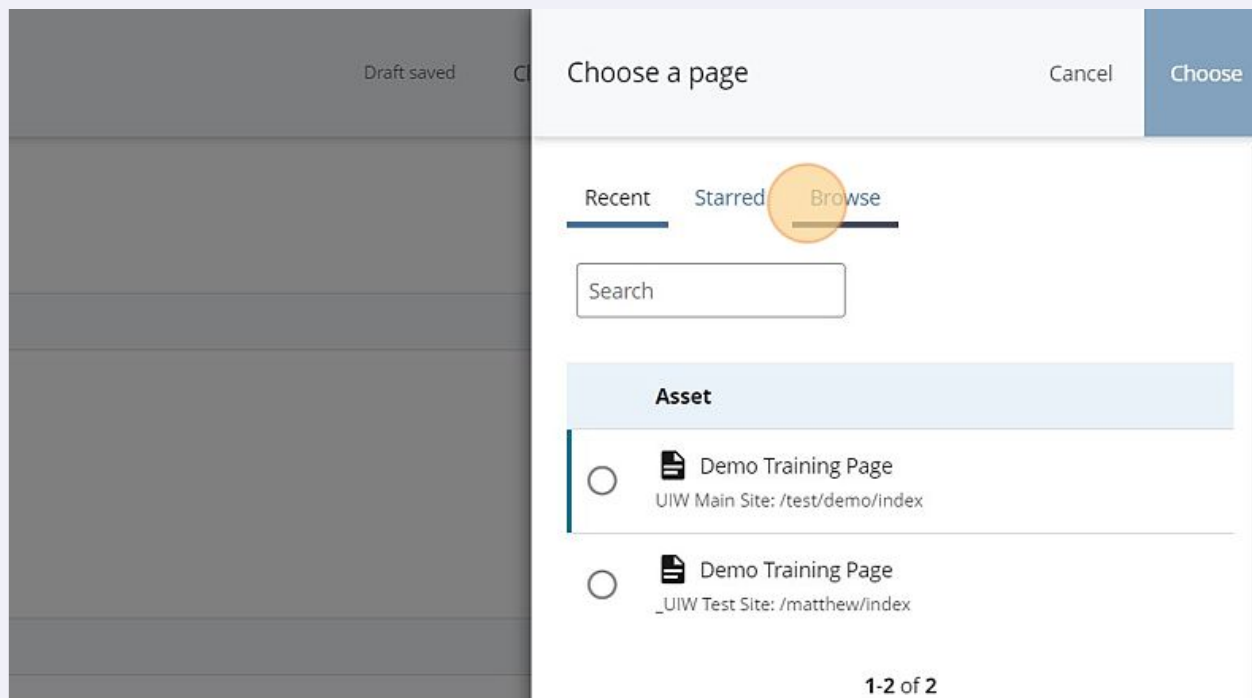 Draft saved
Choose a page
Cancel
Choose
Recent
Starred
Browse
Search
Asset
Demo Training Page
UIW Main Site: /test/demo/index
Demo Training Page
_UIW Test Site: /matthew/index
1-2 of 2